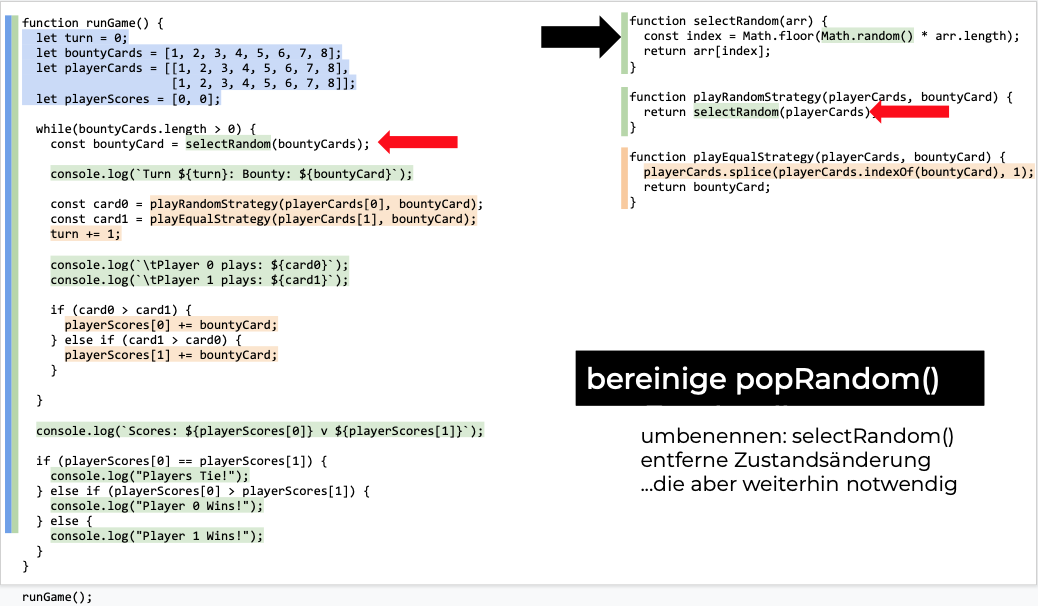 function runGame() {
let turn = 0;
let bountyCards = [1, 2, 3, 4, 5, 6, 7, 8];
let playerCards = [[1, 2, 3, 4, 5, 6, 7, 8],
[1, 2, 3, 4, 5, 6, 7, 8]];
let playerScores = [0, 0];
while(bountyCards.length > 0) {
const bountyCard = selectRandom(bountyCards);
console.log(`Turn ${turn}: Bounty: ${bountyCard}`);
const card0 = playRandomStrategy(playerCards[0], bountyCard);
const card1 = playEqualStrategy(playerCards[1], bountyCard);
turn += 1;
console.log(`\tPlayer 0 plays: ${card0}`);
console.log(`\tPlayer 1 plays: ${card1}`);
if (card0 > card1) {
playerScores[0] += bountyCard;
} else if (card1 > card0) {
playerScores[1] += bountyCard;
}
}
console.log(`Scores: ${playerScores[0]} v ${playerScores[1]}`);
if (playerScores[0] == playerScores[1]) {
console.log("Players Tie!");
} else if (playerScores[0] > playerScores[1]) {
console.log("Player 0 Wins!");
} else {
console.log("Player 1 Wins!");
}
}
runGame();
function selectRandom(arr) {
const index = Math.floor(Math.random() * arr.length);
return arr[index];
}
function playRandomStrategy(playerCards, bountyCard) {
return selectRandom(playerCards)
}
function playEqualStrategy(playerCards, bountyCard) {
playerCards.splice(playerCards.indexOf(bountyCard), 1);
return bountyCard;
}
bereinige popRandom()
umbenennen: selectRandom()
entferne Zustandsänderung
...die aber weiterhin notwendig